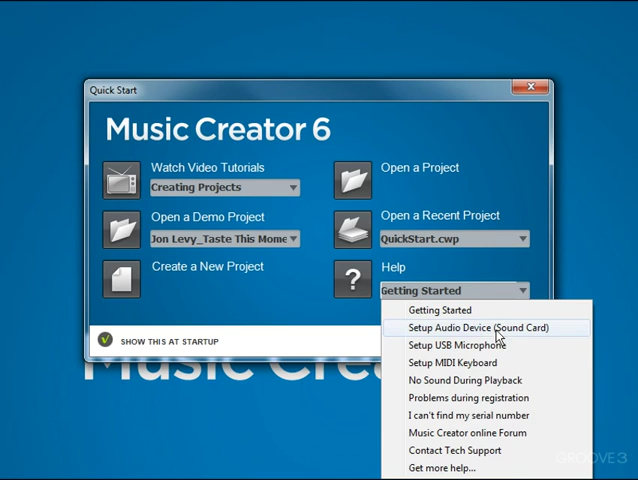 Quick Start
Music Creator 6
Watch Video Tutorials
Creating Projects
Open a Demo Project
Jon Levy_Taste This Mome
Create a New Project
Open a Project
Open a Recent Project
QuickStart.cwp
Help
Getting Started
SHOW THIS AT STARTUP
Getting Started
Setup Audio Device (Sound Card)
Setup USB Microphone
Setup MIDI Keyboard
No Sound During Playback
Problems during registration
I can't find my serial number
Music Creator online Forum
Contact Tech Support
Get more help...
Music Crea
GROOVE3